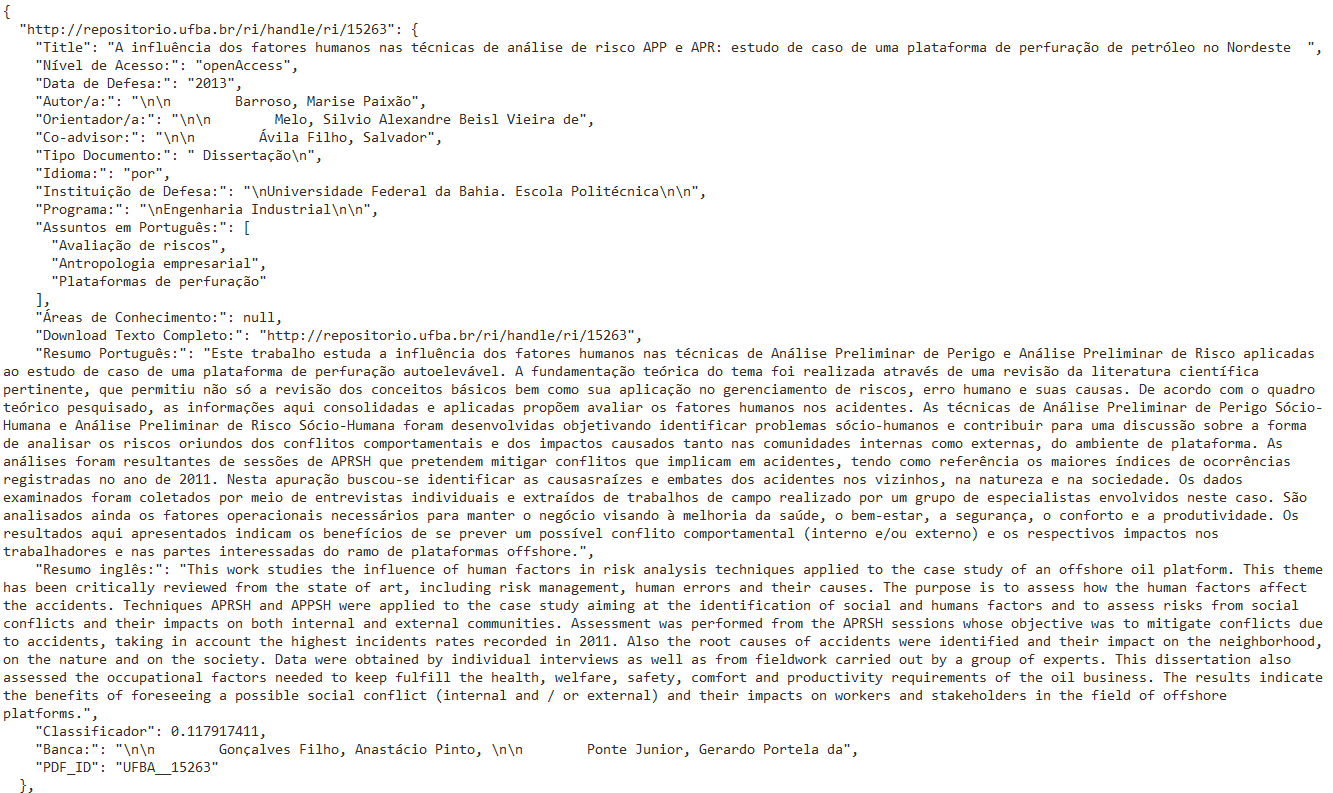 {
  "http://repositorio.ufba.br/ri/handle/ri/15263": {
    "Title": "A influência dos fatores humanos nas técnicas de análise de risco APP e APR: estudo de caso de uma plataforma de perfuração de petróleo no Nordeste  ",
    "Nível de Acesso:": "openAccess",
    "Data de Defesa:": "2013",
    "Autor/a:": "\n\n        Barroso, Marise Paixão",
    "Orientador/a:": "\n\n        Melo, Silvio Alexandre Beisl Vieira de",
    "Co-advisor:": "\n\n        Ávila Filho, Salvador",
    "Tipo Documento:": " Dissertação\n",
    "Idioma:": "por",
    "Instituição de Defesa:": "\nUniversidade Federal da Bahia. Escola Politécnica\n\n",
    "Programa:": "\nEngenharia Industrial\n\n",
    "Assuntos em Português:": [
      "Avaliação de riscos",
      "Antropologia empresarial",
      "Plataformas de perfuração"
    ],
    "Áreas de Conhecimento:": null,
    "Download Texto Completo:": "http://repositorio.ufba.br/ri/handle/ri/15263",
    "Resumo Português:": "Este trabalho estuda a influência dos fatores humanos nas técnicas de Análise Preliminar de Perigo e Análise Preliminar de Risco aplicadas
ao estudo de caso de uma plataforma de perfuração autoelevável. A fundamentação teórica do tema foi realizada através de uma revisão da literatura científica
pertinente, que permitiu não só a revisão dos conceitos básicos bem como sua aplicação no gerenciamento de riscos, erro humano e suas causas. De acordo com o quadro
teórico pesquisado, as informações aqui consolidadas e aplicadas propõem avaliar os fatores humanos nos acidentes. As técnicas de Análise Preliminar de Perigo Sócio-
Humana e Análise Preliminar de Risco Sócio-Humana foram desenvolvidas objetivando identificar problemas sócio-humanos e contribuir para uma discussão sobre a forma
de analisar os riscos oriundos dos conflitos comportamentais e dos impactos causados tanto nas comunidades internas como externas, do ambiente de plataforma. As
análises foram resultantes de sessões de APRSH que pretendem mitigar conflitos que implicam em acidentes, tendo como referência os maiores índices de ocorrências
registradas no ano de 2011. Nesta apuração buscou-se identificar as causasraízes e embates dos acidentes nos vizinhos, na natureza e na sociedade. Os dados
examinados foram coletados por meio de entrevistas individuais e extraídos de trabalhos de campo realizado por um grupo de especialistas envolvidos neste caso. São
analisados ainda os fatores operacionais necessários para manter o negócio visando à melhoria da saúde, o bem-estar, a segurança, o conforto e a produtividade. Os
resultados aqui apresentados indicam os benefícios de se prever um possível conflito comportamental (interno e/ou externo) e os respectivos impactos nos
trabalhadores e nas partes interessadas do ramo de plataformas offshore.",
    "Resumo inglês:": "This work studies the influence of human factors in risk analysis techniques applied to the case study of an offshore oil platform. This theme
has been critically reviewed from the state of art, including risk management, human errors and their causes. The purpose is to assess how the human factors affect
the accidents. Techniques APRSH and APPSH were applied to the case study aiming at the identification of social and humans factors and to assess risks from social
conflicts and their impacts on both internal and external communities. Assessment was performed from the APRSH sessions whose objective was to mitigate conflicts due
to accidents, taking in account the highest incidents rates recorded in 2011. Also the root causes of accidents were identified and their impact on the neighborhood,
on the nature and on the society. Data were obtained by individual interviews as well as from fieldwork carried out by a group of experts. This dissertation also
assessed the occupational factors needed to keep fulfill the health, welfare, safety, comfort and productivity requirements of the oil business. The results indicate
the benefits of foreseeing a possible social conflict (internal and / or external) and their impacts on workers and stakeholders in the field of offshore
platforms.",
    "Classificador": 0.117917411,
    "Banca:": "\n\n        Gonçalves Filho, Anastácio Pinto, \n\n        Ponte Junior, Gerardo Portela da",
    "PDF_ID": "UFBA__15263"
  },